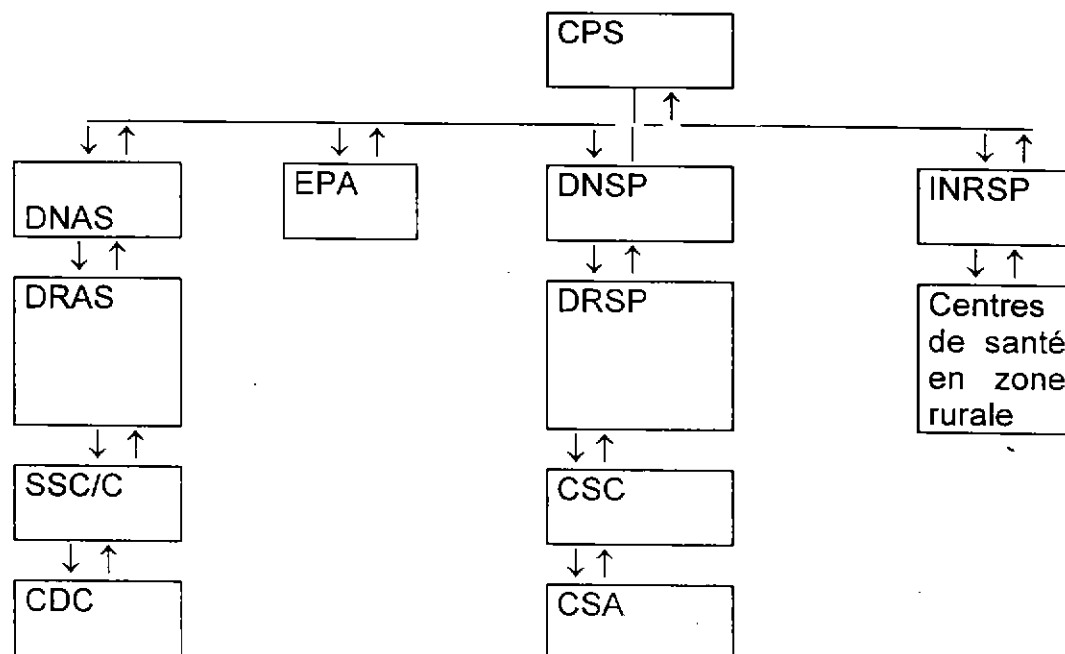 CPS
DNAS
EPA
DNSP
INRSP
DRAS
DRSP
Centres
de santé
en zone
rurale
SSC/C
CSC
CDC
CSA